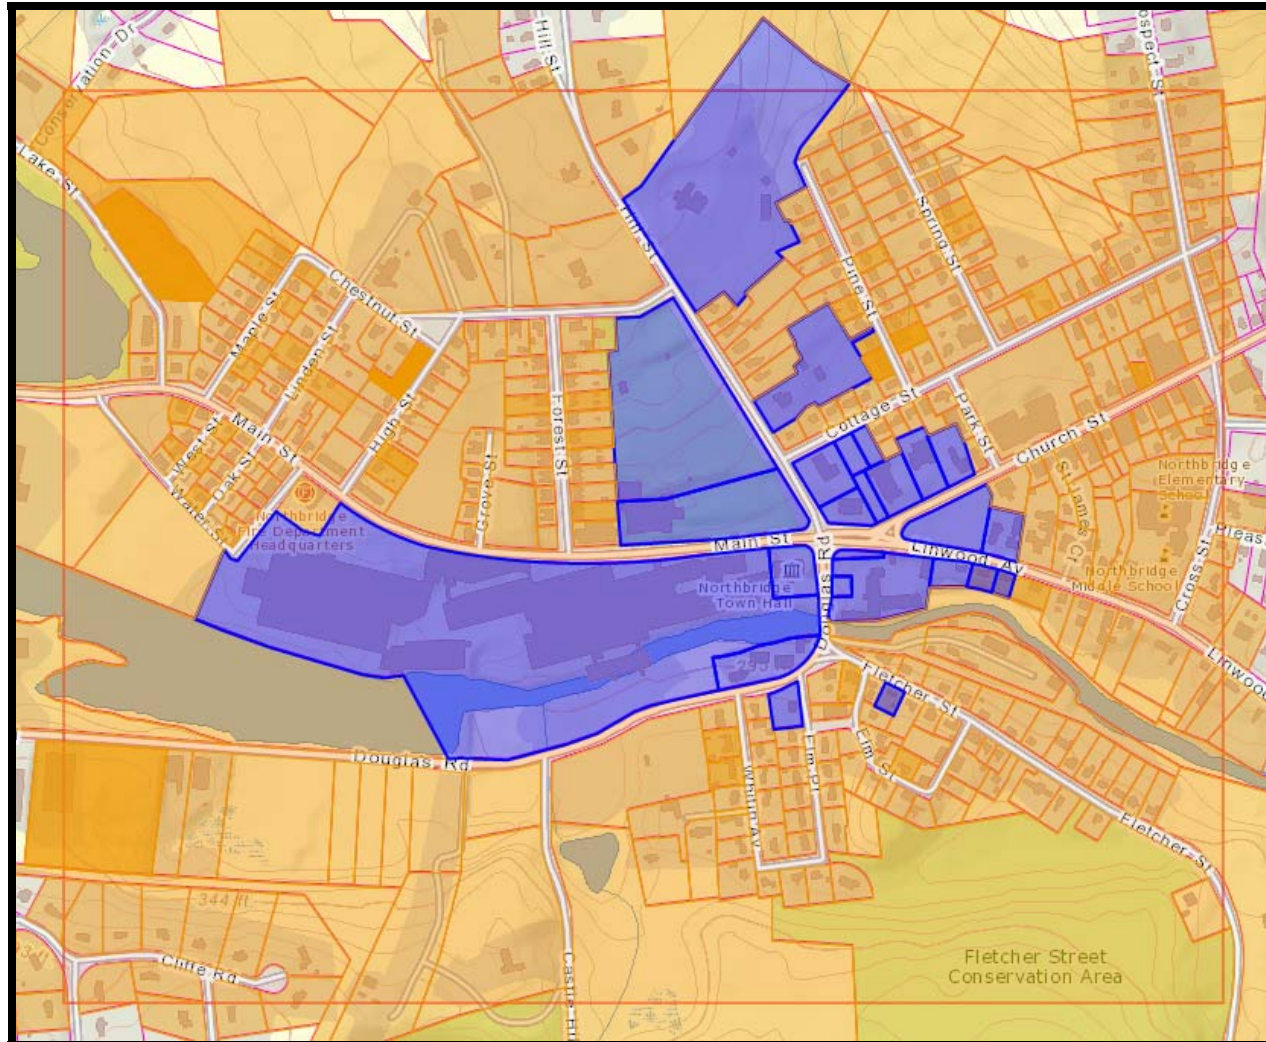 Hill St
ospect St
Conservation Dr
Lake St
Hill St
Spring St
Pine St
Chestnut St
Maple St
Linden St
High St
Main St
West St
Oak St
Water St
Grove St
Forest St
Cottage St
Park St
Church St
St James Cr
Northbridge
Elementary
School
Northbridge
Fire Department
Headquarters
Main St
Linwood Av
Pleas
Northbridge
Middle School
Cross St
Northbridge
Town Hall
Douglas Rd
Linwood
Fletcher St
Elm St
Elm Pl
Whitin Av
Douglas Rd
Fletcher St
344 ft
Cliffe Rd
Castle Hil
Fletcher Street
Conservation Area